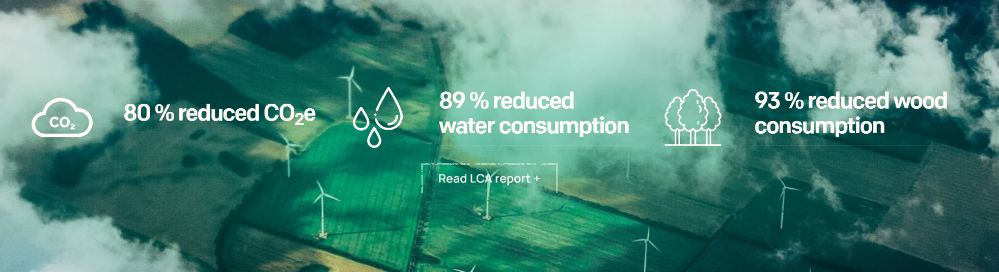 CO₂
80 % reduced CO₂e
89 % reduced
water consumption
93 % reduced wood
consumption
Read LCA report +